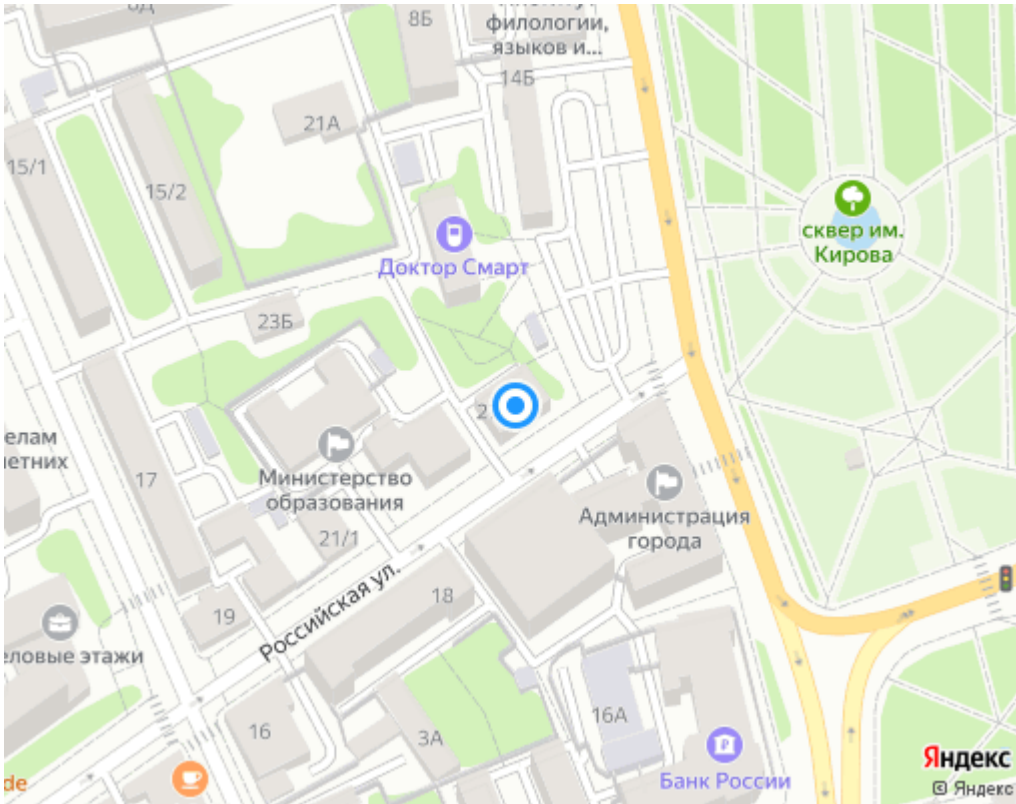 8Б
филологии,
языков и...
14Б
21А
15/1
15/2
сквер им.
Кирова
Доктор Смарт
23Б
2
елам
летних
17
Министерство
образования
Администрация
города
21/1
Российская ул.
18
19
еловые этажи
16А
16
3А
Банк России
de
Яндекс
© Яндекс